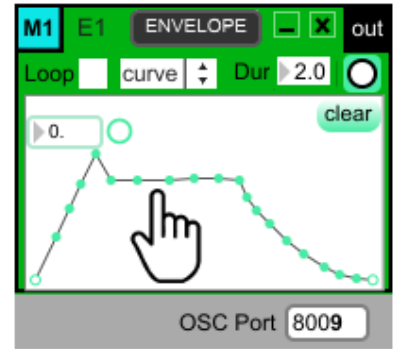 M1 E1 ENVELOPE out
Loop curve Dur 2.0
clear
0.
OSC Port 8009